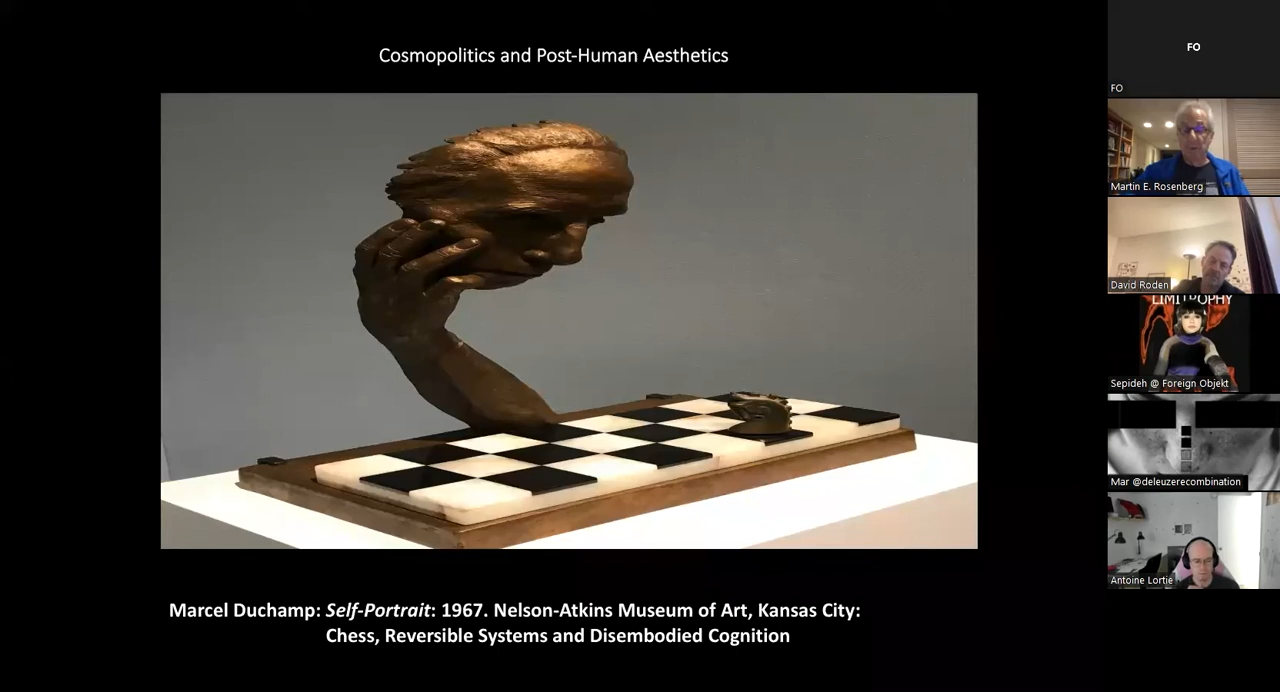 Cosmopolitics and Post-Human Aesthetics
Marcel Duchamp: Self-Portrait: 1967. Nelson-Atkins Museum of Art, Kansas City:
Chess, Reversible Systems and Disembodied Cognition
FO
FO
Martin E. Rosenberg
David Roden
LIMITROPHY
Sepideh @ Foreign Objekt
Mar @deleuzerecombination
Antoine Lortie